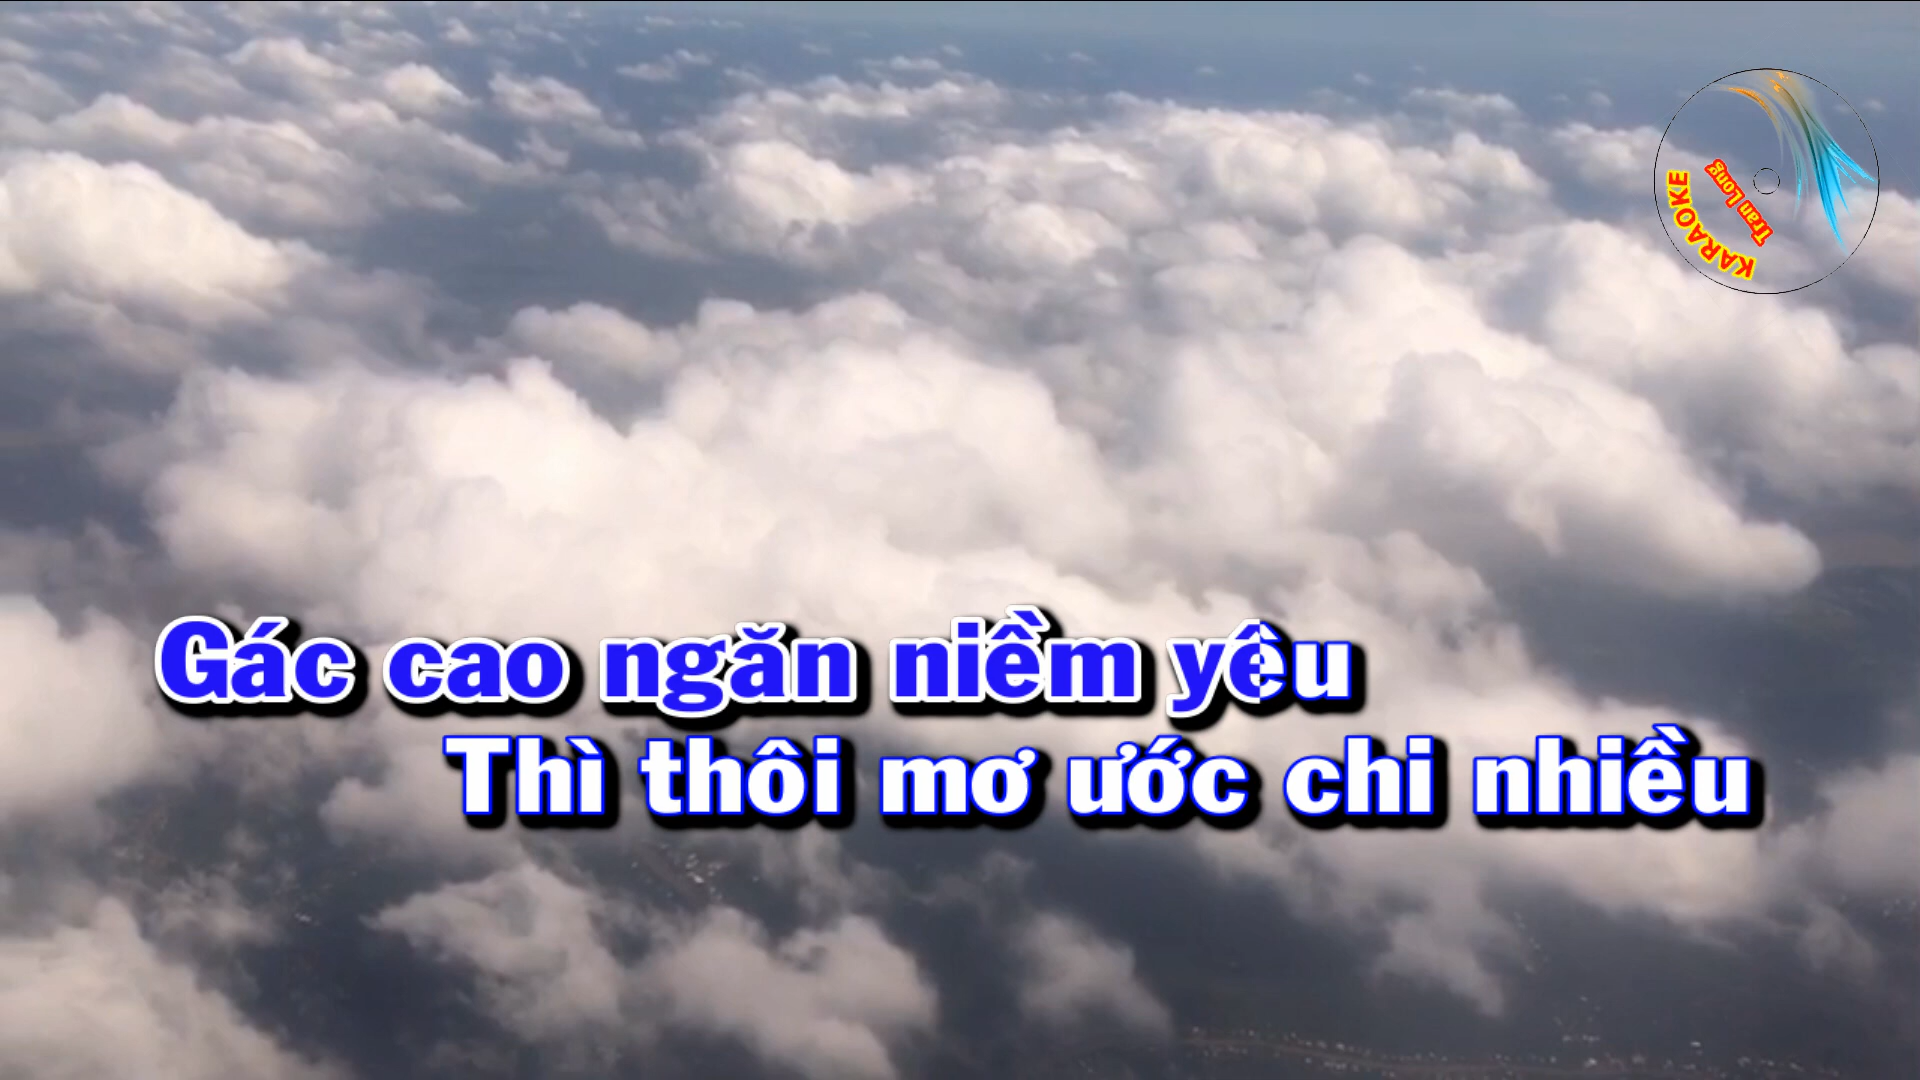 KARAOKE
Tran Long
Gác cao ngăn niềm yêu
Thì thôi mơ ước chi nhiều